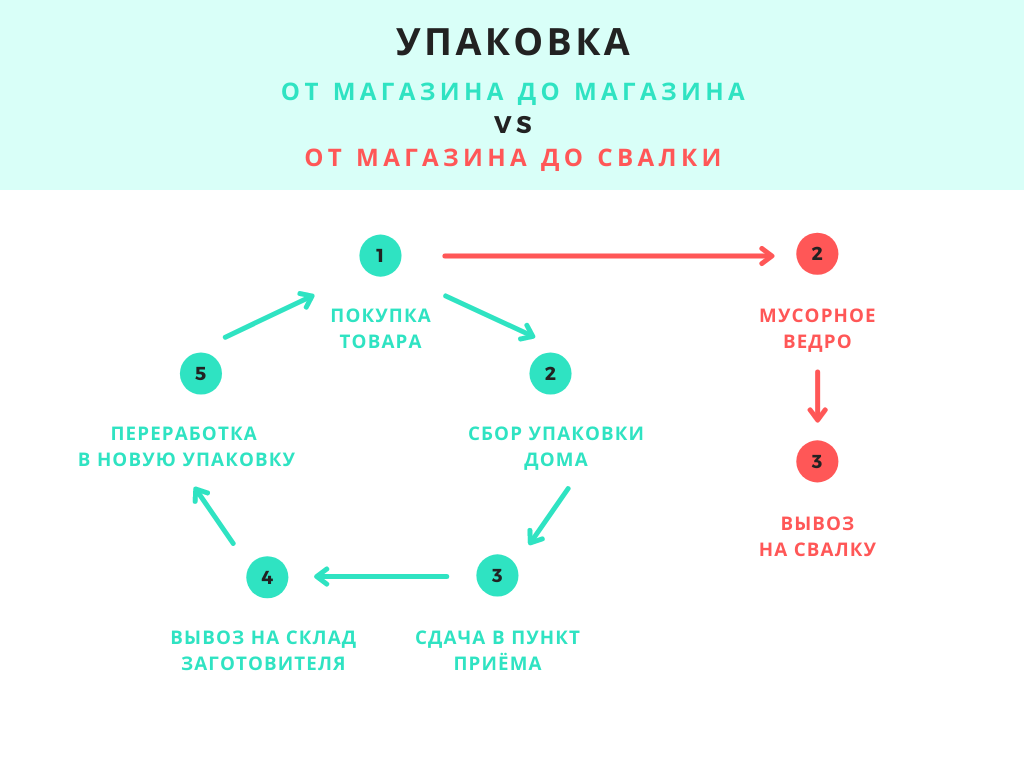 УПАКОВКА
ОТ МАГАЗИНА ДО МАГАЗИНА
VS
ОТ МАГАЗИНА ДО СВАЛКИ
1
ПОКУПКА
ТОВАРА
2
СБОР УПАКОВКИ
ДОМА
3
СДАЧА В ПУНКТ
ПРИЁМА
4
ВЫВОЗ НА СКЛАД
ЗАГОТОВИТЕЛЯ
5
ПЕРЕРАБОТКА
В НОВУЮ УПАКОВКУ
2
МУСОРНОЕ
ВЕДРО
3
ВЫВОЗ
НА СВАЛКУ